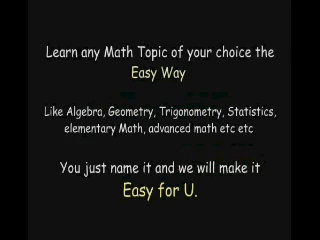 Learn any Math Topic of your choice the
Easy Way
Like Algebra, Geometry, Trigonometry, Statistics,
elementary Math, advanced math etc etc
You just name it and we will make it
Easy for U.